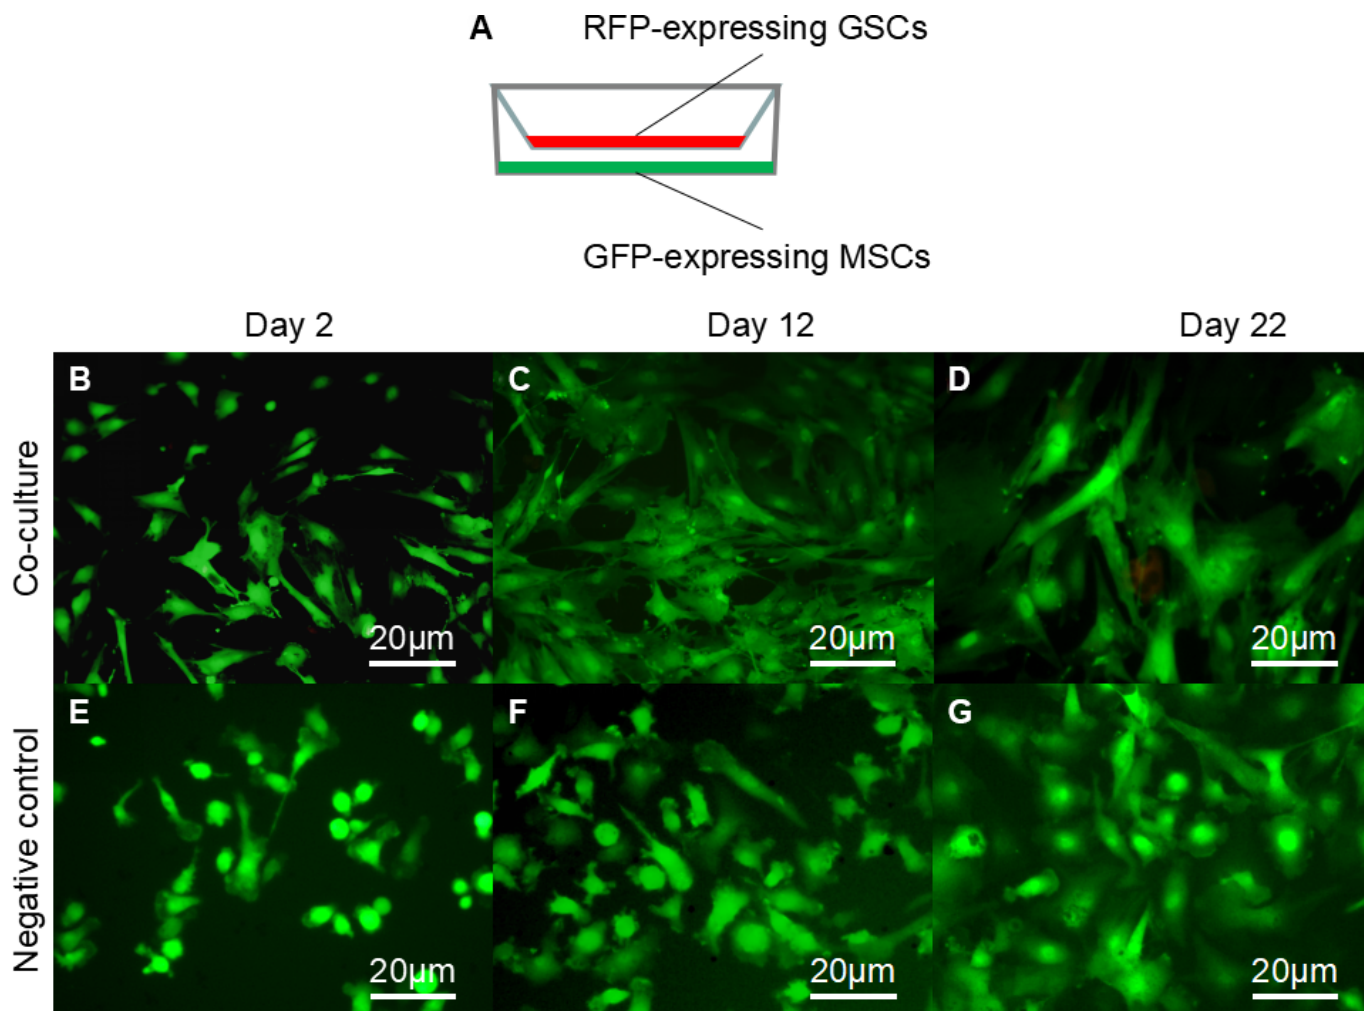 A
RFP-expressing GSCs
GFP-expressing MSCs
Day 2
Day 12
Day 22
Co-culture
B
20µm
C
20µm
D
20µm
Negative control
E
20µm
F
20µm
G
20µm